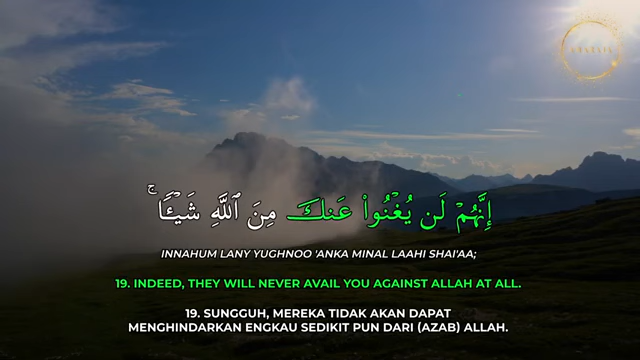 إِنَّهُمْ لَن يُغْنُوا۟ عَنكَ مِنَ ٱللَّهِ شَيْـًٔا ۚ
INNAHUM LANY YUGHNOO 'ANKA MINAL LAAHI SHAI'AA;
19. INDEED, THEY WILL NEVER AVAIL YOU AGAINST ALLAH AT ALL.
19. SUNGGUH, MEREKA TIDAK AKAN DAPAT
MENGHINDARKAN ENGKAU SEDIKIT PUN DARI (AZAB) ALLAH.